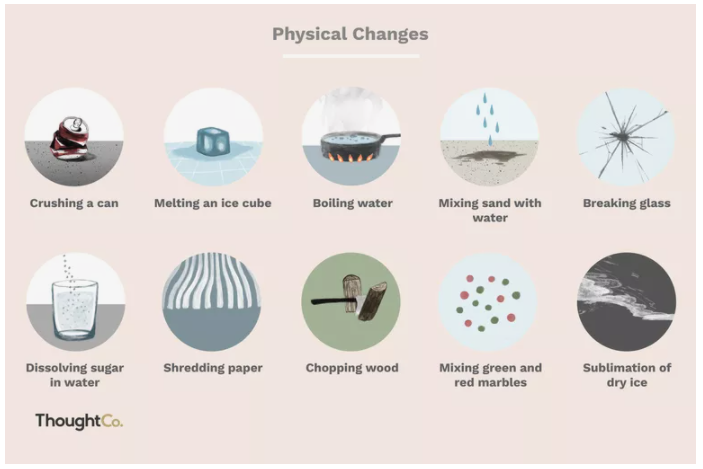 Physical Changes
Crushing a can
Melting an ice cube
Boiling water
Mixing sand with
water
Breaking glass
Dissolving sugar
in water
Shredding paper
Chopping wood
Mixing green and
red marbles
Sublimation of
dry ice
ThoughtCo.